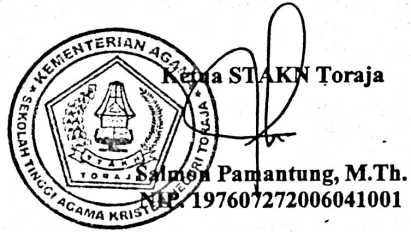 KEMENTERIAN AGAMA
SEKOLAH TINGGI AGAMA KRISTEN NEGERI TORAJA
STAKN
TORAJA
Ketua STAKN Toraja
Salmon Pamantung, M.Th.
NIP. 197607272006041001